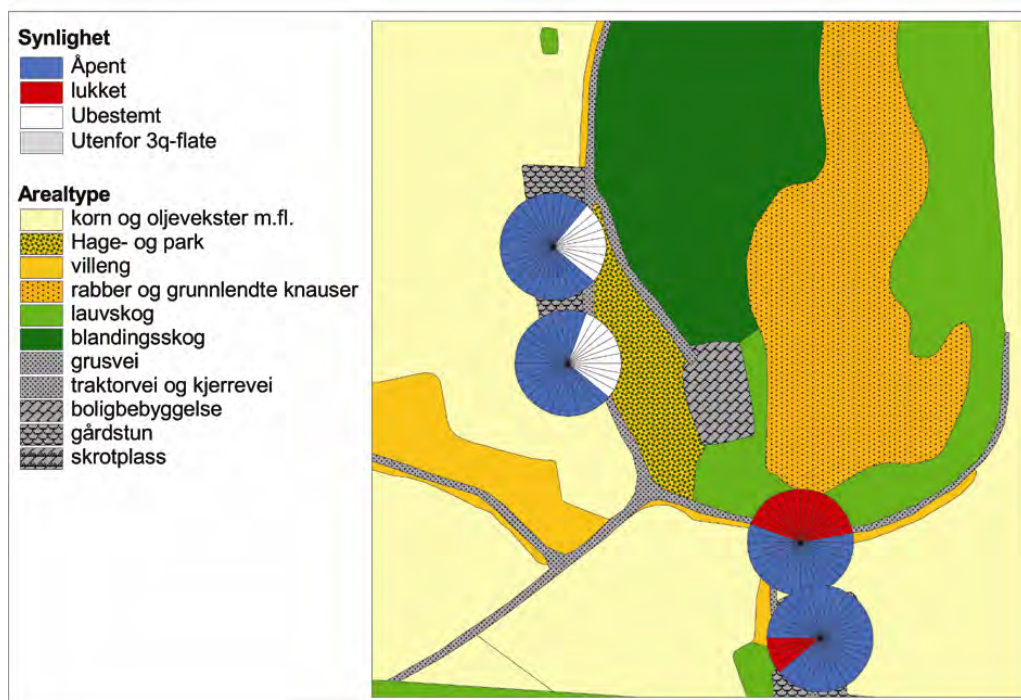 Synlighet
Åpent
lukket
Ubestemt
Utenfor 3q-flate
Arealtype
korn og oljevekster m.fl.
Hage- og park
villeng
rabber og grunnlendte knauser
lauvskog
blandingsskog
grusvei
traktorvei og kjerrevei
boligbebyggelse
gårdstun
skrotplass